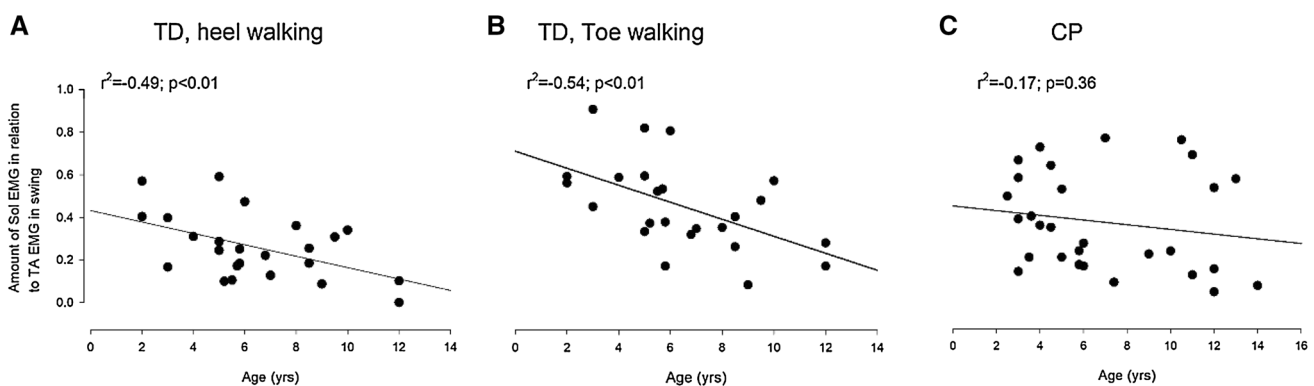 A TD, heel walking
r2=-0.49; p<0.01
Amount of Sol EMG in relation
to TA EMG in swing
1.0
0.8
0.6
0.4
0.2
0.0
0 2 4 6 8 10 12 14
Age (yrs)
B TD, Toe walking
r2=-0.54; p<0.01
0 2 4 6 8 10 12 14
Age (yrs)
C CP
r2=-0.17; p=0.36
0 2 4 6 8 10 12 14 16
Age (yrs)